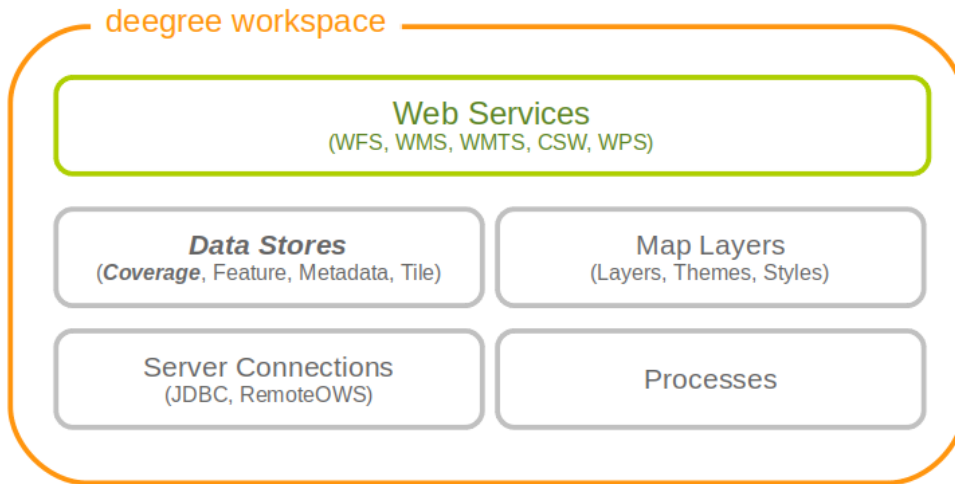 deegree workspace
Web Services
(WFS, WMS, WMTS, CSW, WPS)
Data Stores
(Coverage, Feature, Metadata, Tile)
Map Layers
(Layers, Themes, Styles)
Server Connections
(JDBC, RemoteOWS)
Processes